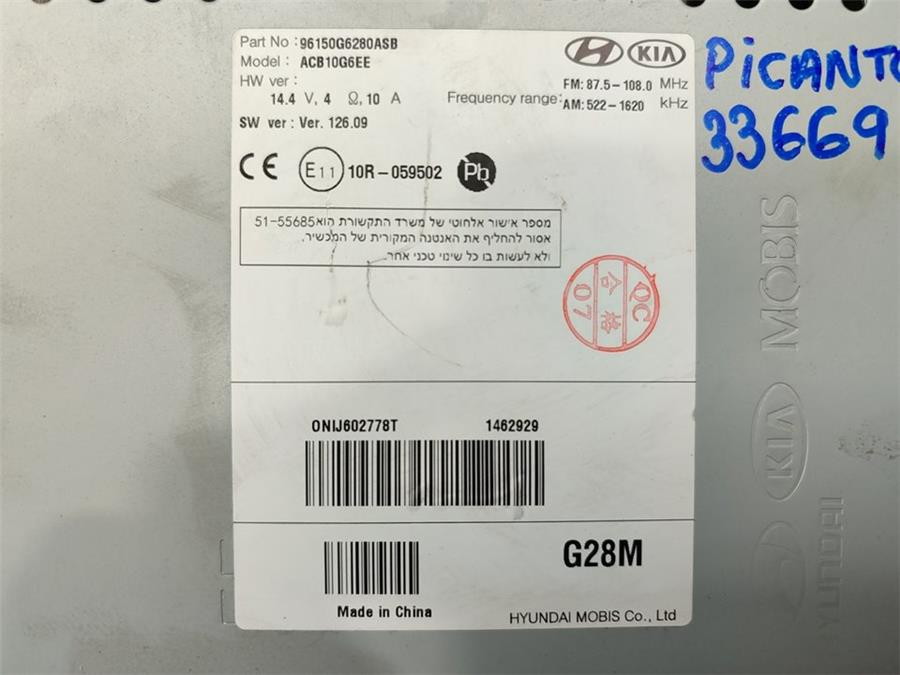 Part No : 96150G6280ASB
Model : ACB10G6EE
HW ver :
14.4 V, 4 Ω, 10 A
SW ver : Ver. 126.09
KIA
Frequency range: FM: 87.5-108.0 MHz
AM: 522-1620 kHz
PICANTO
33669
CE E11 10R-059502 Pb
מספר אישור אלחוטי של משרד התקשורת הוא 51-55685
אסור להחליף את האנטנה המקורית של המכשיר.
ולא לעשות בו כל שינוי טכני אחר.
QC
合格
07
ONIJ602778T 1462929
G28M
Made in China
HYUNDAI MOBIS Co., Ltd
MOBIS
KIA
HYUNDAI